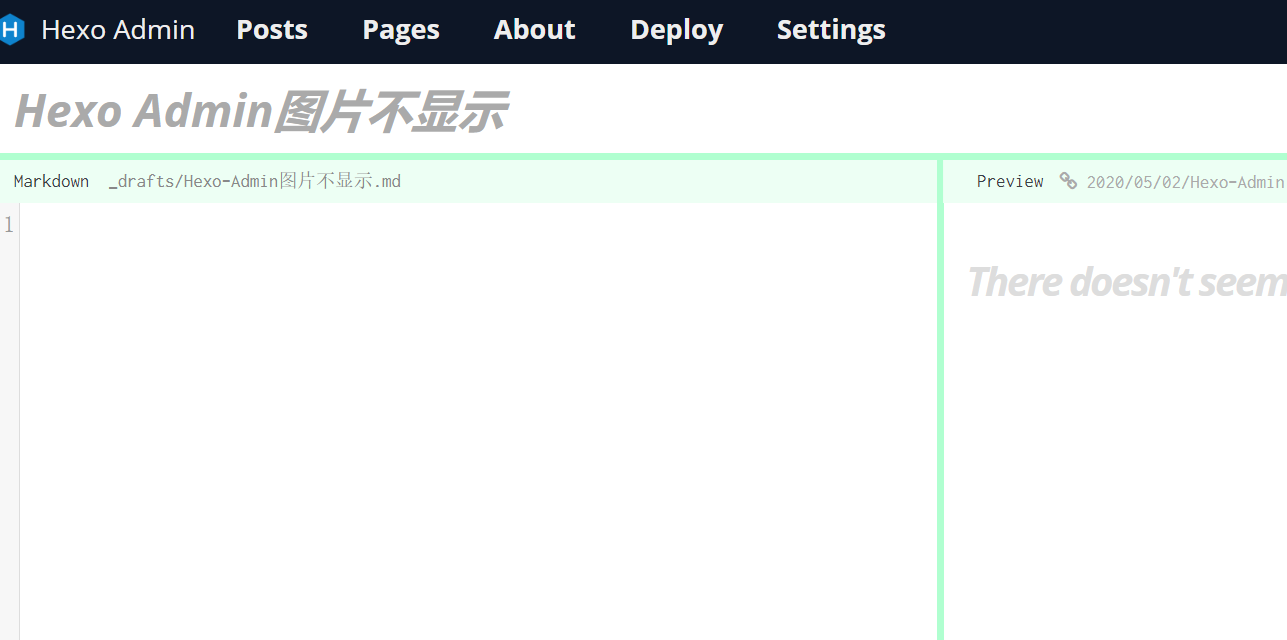 H Hexo Admin Posts Pages About Deploy Settings
Hexo Admin图片不显示
Markdown _drafts/Hexo-Admin图片不显示.md Preview 2020/05/02/Hexo-Admin
1
There doesn't seem